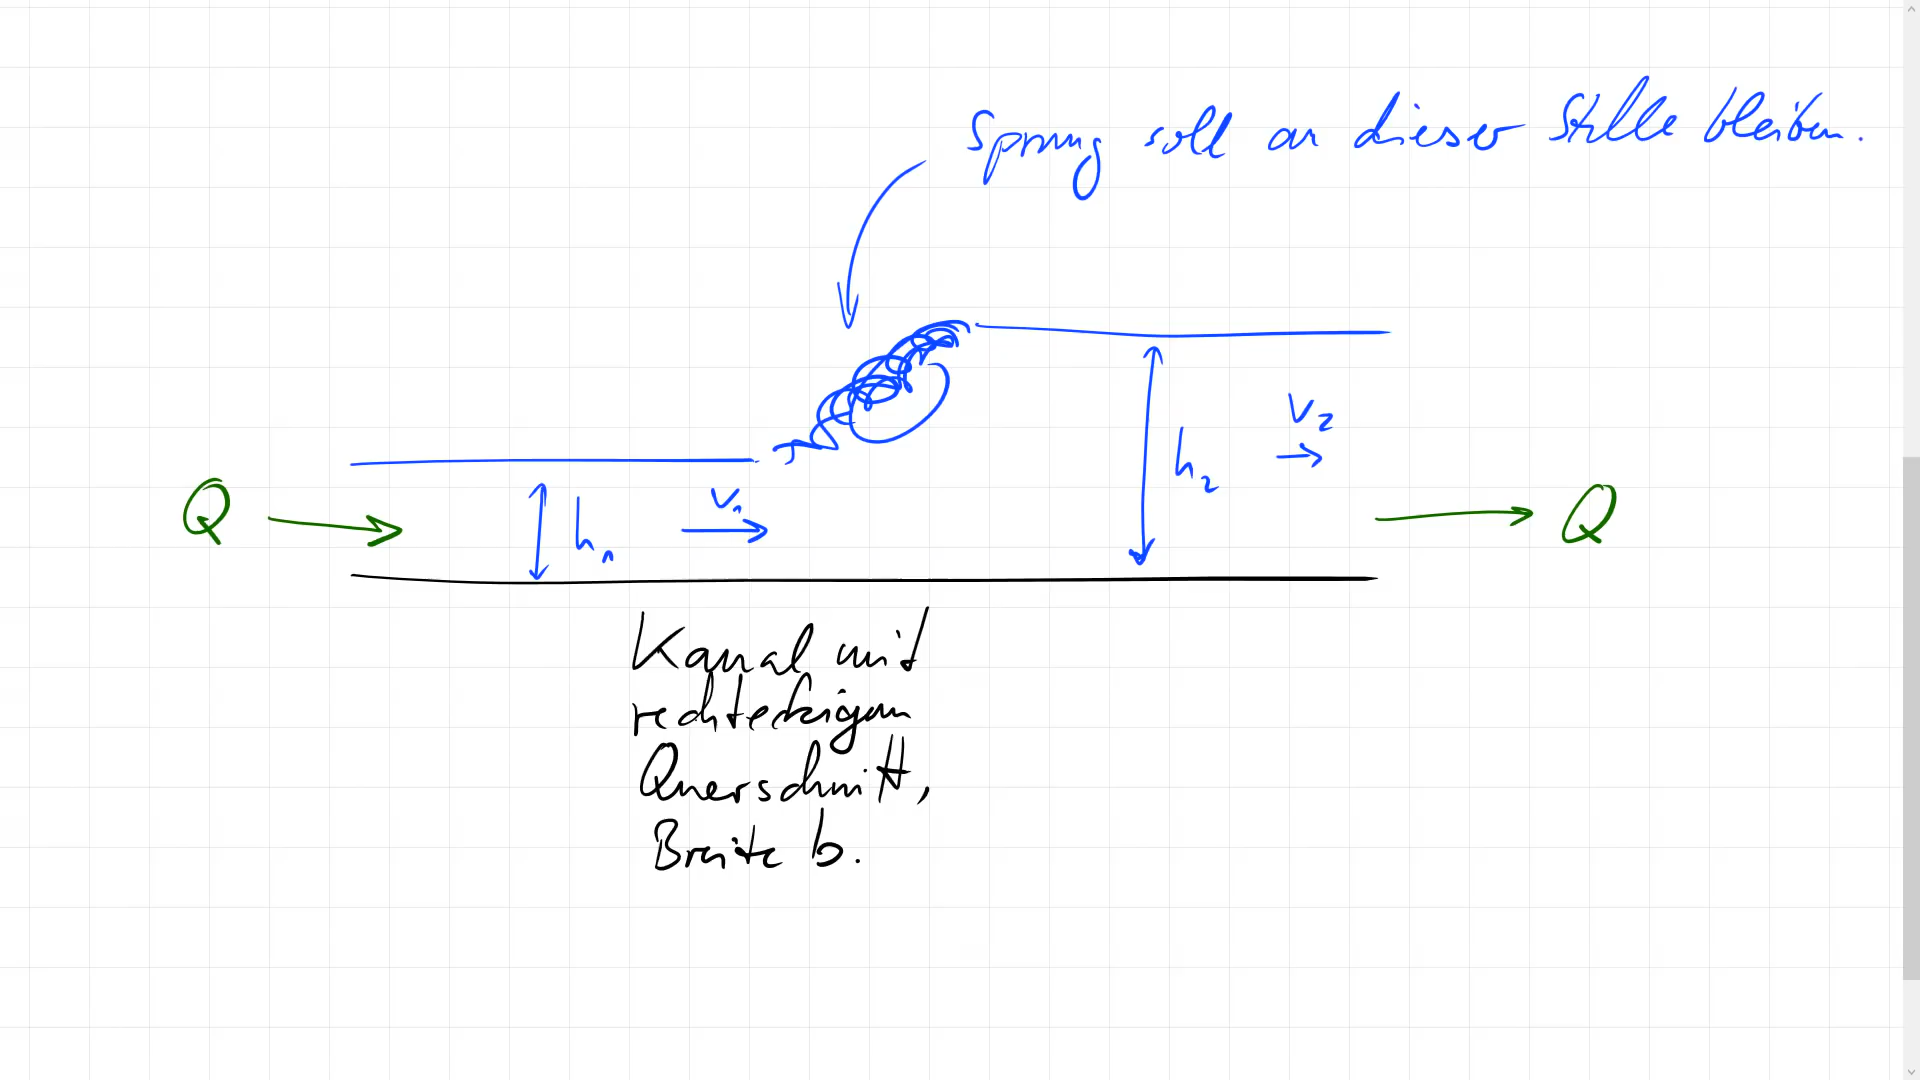 Sprung soll an dieser Stelle bleiben.
v₂
h₂
Q
v₁
h₁
Q
Kanal mit
rechteckigem
Querschnitt,
Breite b.